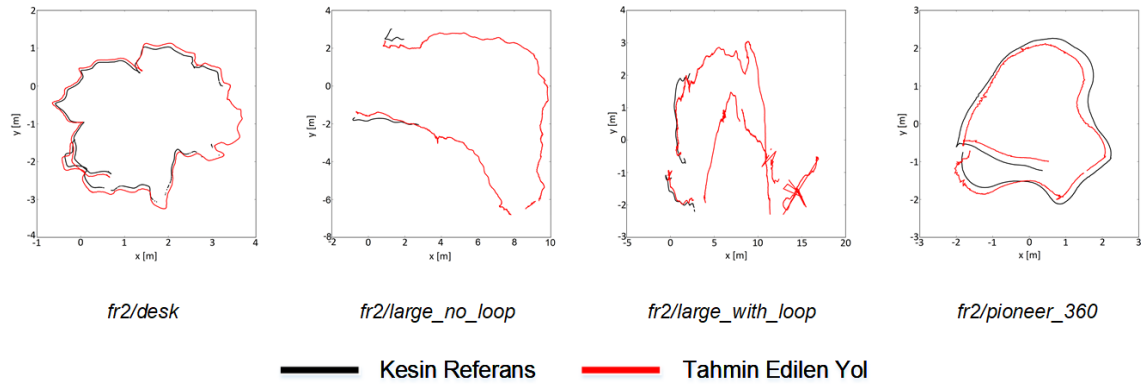 2
1
0
-1
-2
-3
-4
y [m]
-1 0 1 2 3 4
x [m]
4
2
0
-2
-4
-6
-8
y [m]
-2 0 2 4 6 8 10
x [m]
4
3
2
1
0
-1
-2
-3
y [m]
-5 0 5 10 15 20
x [m]
3
2
1
0
-1
-2
-3
y [m]
-3 -2 -1 0 1 2 3
x [m]
fr2/desk
fr2/large_no_loop
fr2/large_with_loop
fr2/pioneer_360
Kesin Referans
Tahmin Edilen Yol